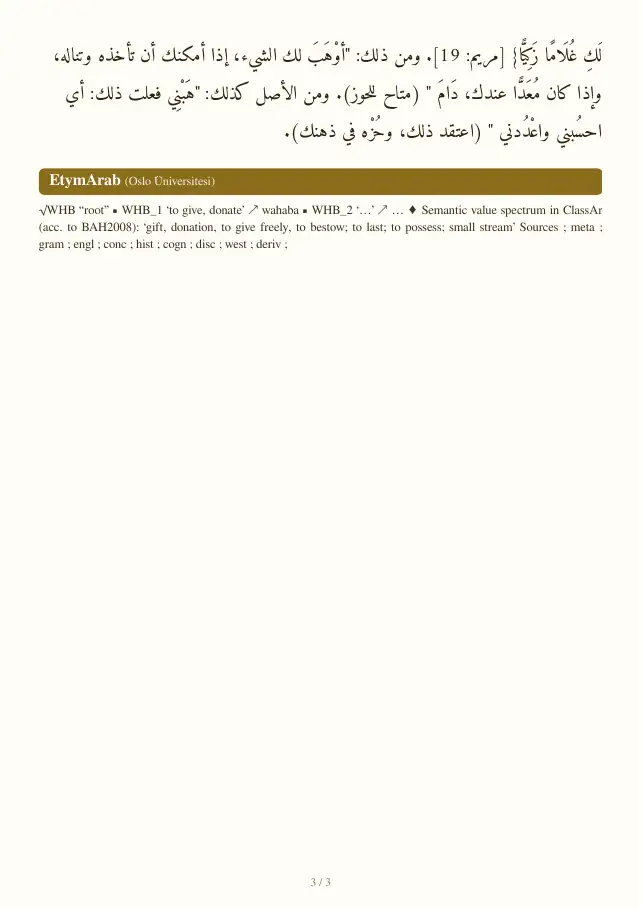 لَكِ غُلَامًا زَكِيًّا} [مريم: 19]. ومن ذلك: "أوْهَبَ لك الشيء، إذا أمكنك أن تأخذه وتناله،
وإذا كان مُعَدًّا عندك، دَامَ " (متاح للحوز). ومن الأصل كذلك: "هَبْنِي فعلت ذلك: أي
احسُبني واعْدُدني " (اعتقد ذلك، وحُزْه في ذهنك).
EtymArab (Oslo Üniversitesi)
√WHB “root” ▪ WHB_1 ‘to give, donate’ ↗ wahaba ▪ WHB_2 ‘…’ ↗ … ♦ Semantic value spectrum in ClassAr
(acc. to BAH2008): ‘gift, donation, to give freely, to bestow; to last; to possess; small stream’ Sources ; meta ;
gram ; engl ; conc ; hist ; cogn ; disc ; west ; deriv ;
3 / 3